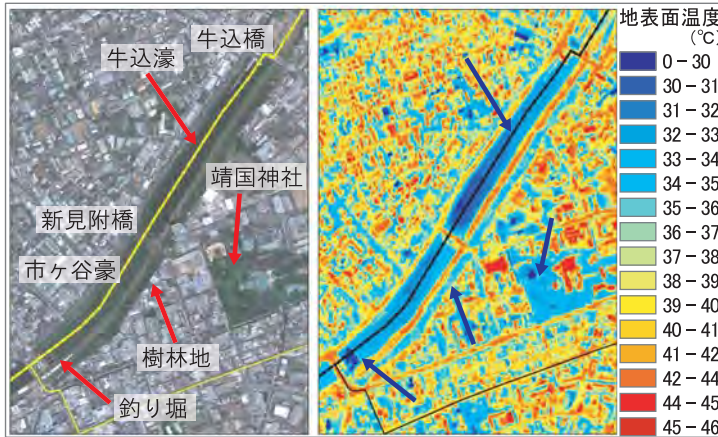 牛込橋
牛込濠
靖国神社
新見附橋
市ヶ谷豪
樹林地
釣り堀
地表面温度
(℃)
0-30
30-31
31-32
32-33
33-34
34-35
35-36
36-37
37-38
38-39
39-40
40-41
41-42
42-44
44-45
45-46